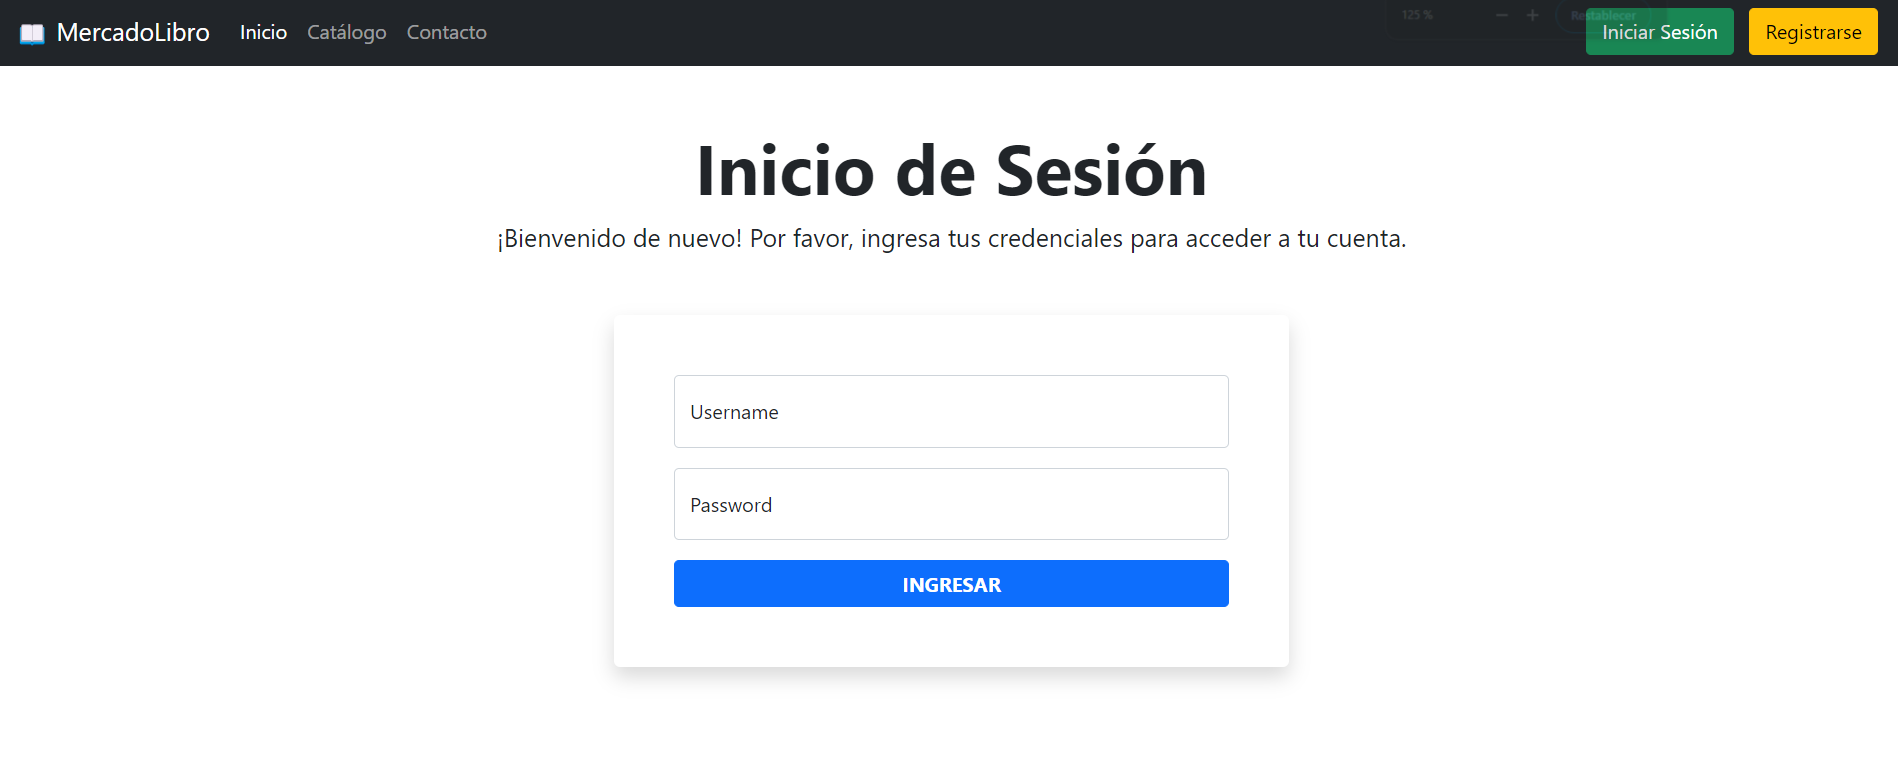 MercadoLibro Inicio Catálogo Contacto 125 % Restablecer Iniciar Sesión Registrarse
Inicio de Sesión
¡Bienvenido de nuevo! Por favor, ingresa tus credenciales para acceder a tu cuenta.
Username
Password
INGRESAR